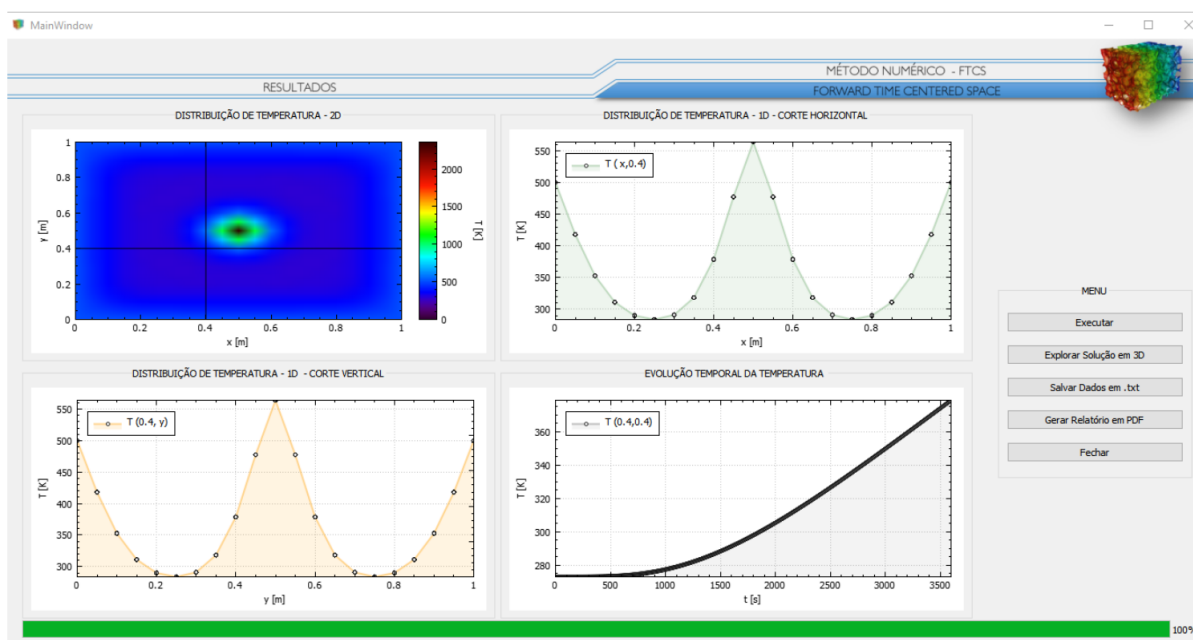 MainWindow
RESULTADOS
MÉTODO NUMÉRICO - FTCS
FORWARD TIME CENTERED SPACE
DISTRIBUIÇÃO DE TEMPERATURA - 2D
1
0.8
0.6
0.4
0.2
0
y [m]
0 0.2 0.4 0.6 0.8 1
x [m]
2000
1500
1000
500
0
T [K]
DISTRIBUIÇÃO DE TEMPERATURA - 1D - CORTE HORIZONTAL
T (x,0.4)
550
500
450
400
350
300
T [K]
0 0.2 0.4 0.6 0.8 1
x [m]
DISTRIBUIÇÃO DE TEMPERATURA - 1D - CORTE VERTICAL
T (0.4, y)
550
500
450
400
350
300
T [K]
0 0.2 0.4 0.6 0.8 1
y [m]
EVOLUÇÃO TEMPORAL DA TEMPERATURA
T (0.4,0.4)
360
340
320
300
280
T [K]
0 500 1000 1500 2000 2500 3000 3500
t [s]
MENU
Executar
Explorar Solução em 3D
Salvar Dados em .txt
Gerar Relatório em PDF
Fechar
100%